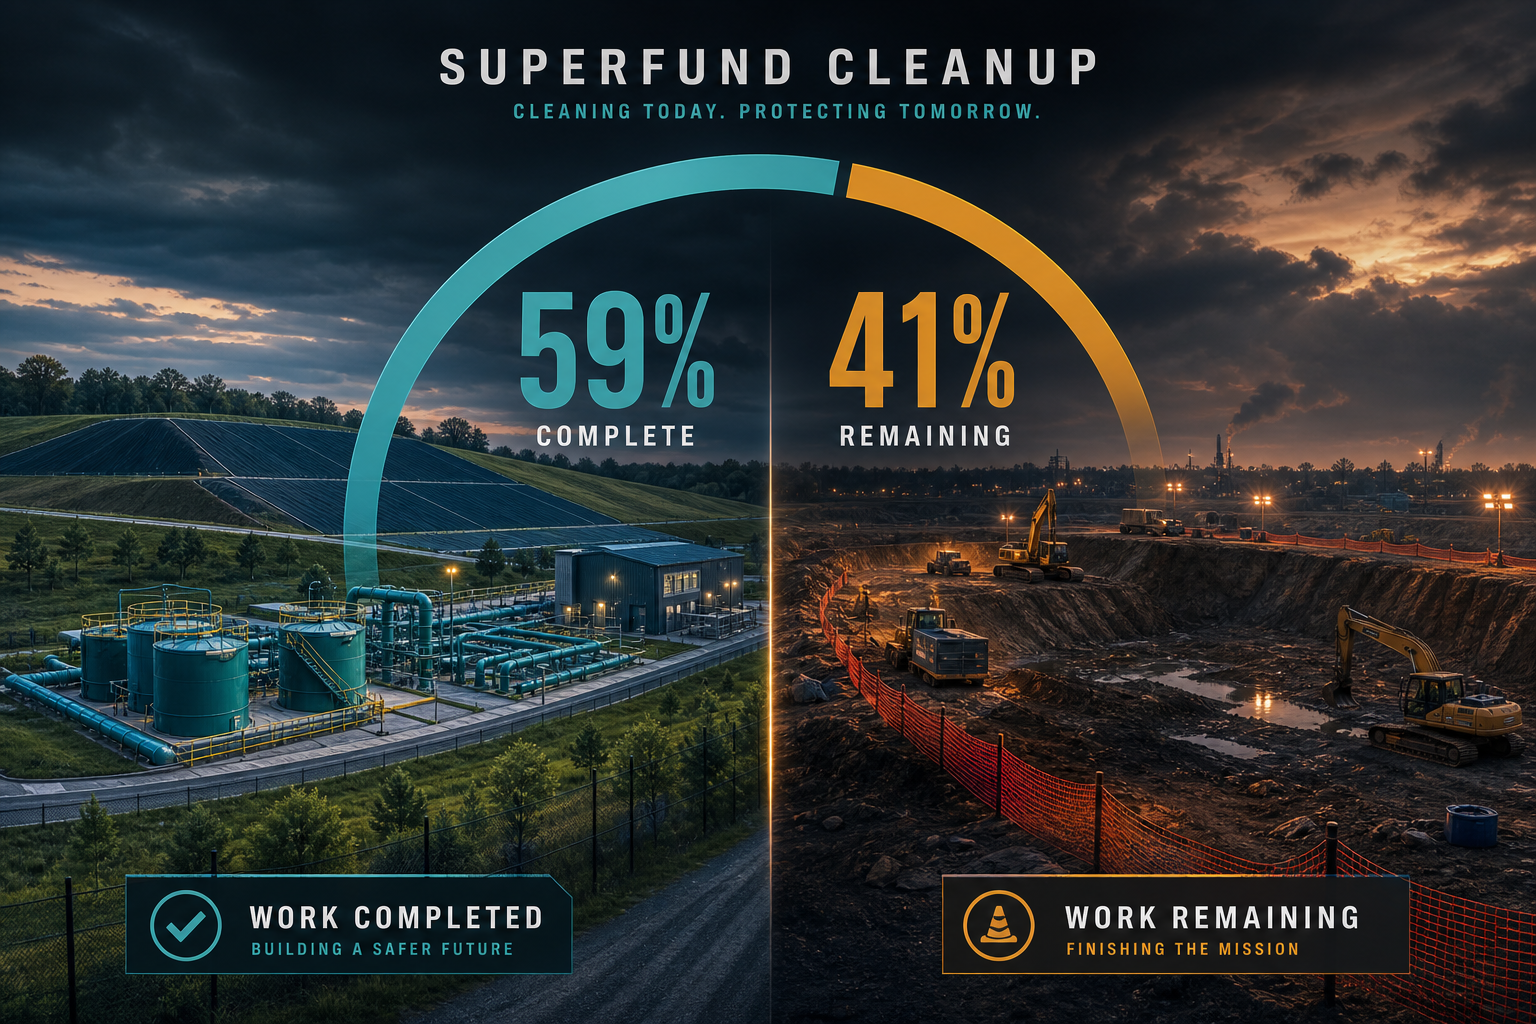 SUPERFUND CLEANUP
CLEANING TODAY. PROTECTING TOMORROW.
59%
COMPLETE
41%
REMAINING
WORK COMPLETED
BUILDING A SAFER FUTURE
WORK REMAINING
FINISHING THE MISSION